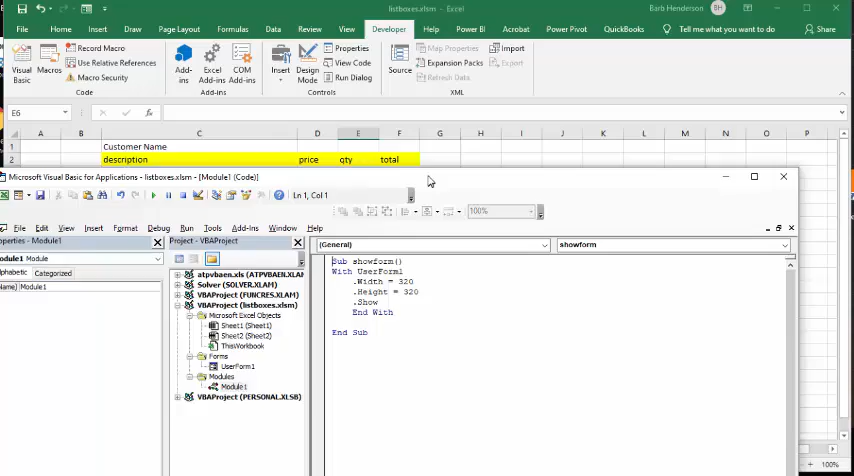 listboxes.xlsm - Excel
Barb Henderson
BH
File Home Insert Draw Page Layout Formulas Data Review View Developer Help Power BI Acrobat Power Pivot QuickBooks Tell me what you want to do Share
Visual Basic
Macros
Record Macro
Use Relative References
Macro Security
Code
Add-ins
Excel Add-ins
COM Add-ins
Add-ins
Insert
Design Mode
Properties
View Code
Run Dialog
Controls
Source
Map Properties
Expansion Packs
Refresh Data
Import
Export
XML
E6
fx
A B C D E F G H I J K L M N O P
1 Customer Name
2 description price qty total
Microsoft Visual Basic for Applications - listboxes.xlsm - [Module1 (Code)]
Ln 1, Col 1
100%
File Edit View Insert Format Debug Run Tools Add-Ins Window Help
roperties - Module1
odule1 Module
lphabetic Categorized
Name) Module1
Project - VBAProject
atpvbaen.xls (ATPVBAEN.XLAM
Solver (SOLVER.XLAM)
VBAProject (FUNCRES.XLAM)
VBAProject (listboxes.xlsm)
Microsoft Excel Objects
Sheet1 (Sheet1)
Sheet2 (Sheet2)
ThisWorkbook
Forms
UserForm1
Modules
Module1
VBAProject (PERSONAL.XLSB)
(General)
showform
Sub showform()
With UserForm1
.Width = 320
.Height = 320
.Show
End With
End Sub
100%